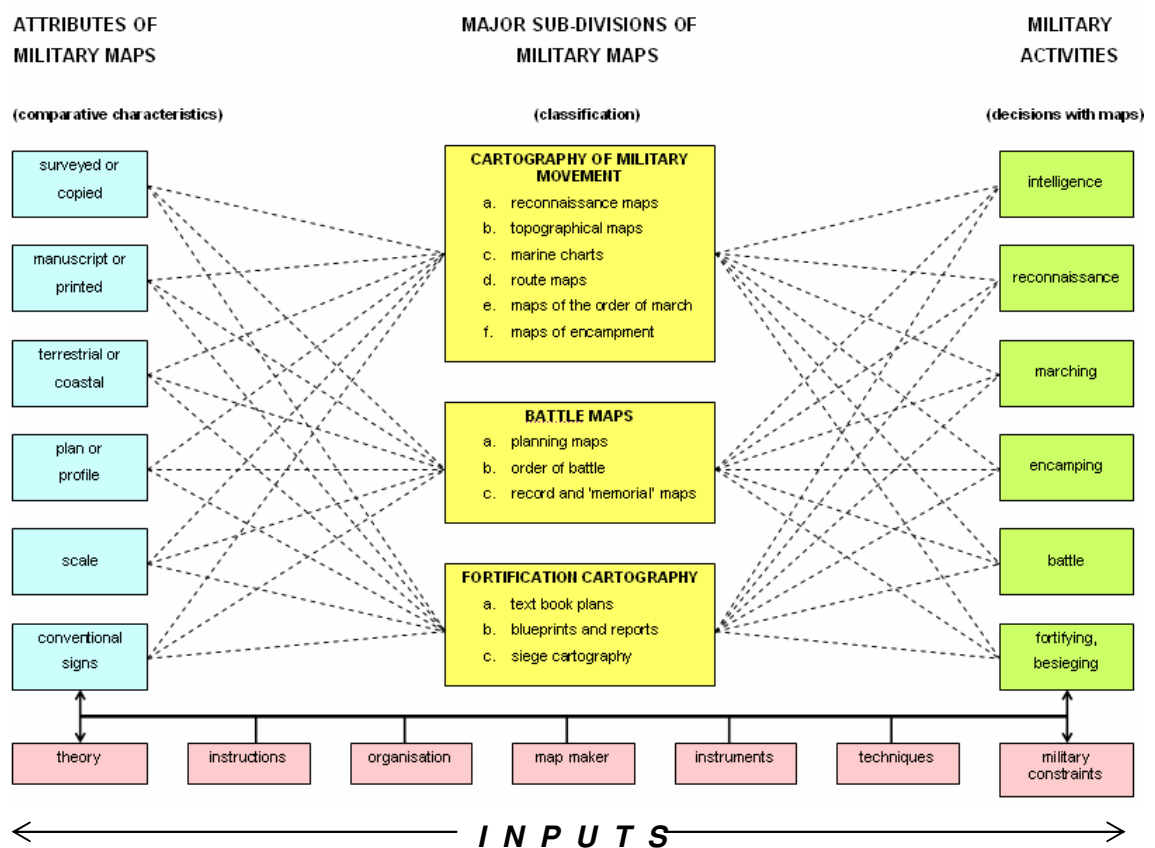 ATTRIBUTES OF
MILITARY MAPS
(comparative characteristics)
surveyed or
copied
manuscript or
printed
terrestrial or
coastal
plan or
profile
scale
conventional
signs
MAJOR SUB-DIVISIONS OF
MILITARY MAPS
(classification)
CARTOGRAPHY OF MILITARY
MOVEMENT
a. reconnaissance maps
b. topographical maps
c. marine charts
d. route maps
e. maps of the order of march
f. maps of encampment
BATTLE MAPS
a. planning maps
b. order of battle
c. record and 'memorial' maps
FORTIFICATION CARTOGRAPHY
a. text book plans
b. blueprints and reports
c. siege cartography
MILITARY
ACTIVITIES
(decisions with maps)
intelligence
reconnaissance
marching
encamping
battle
fortifying,
besieging
theory
instructions
organisation
map maker
instruments
techniques
military
constraints
INPUTS